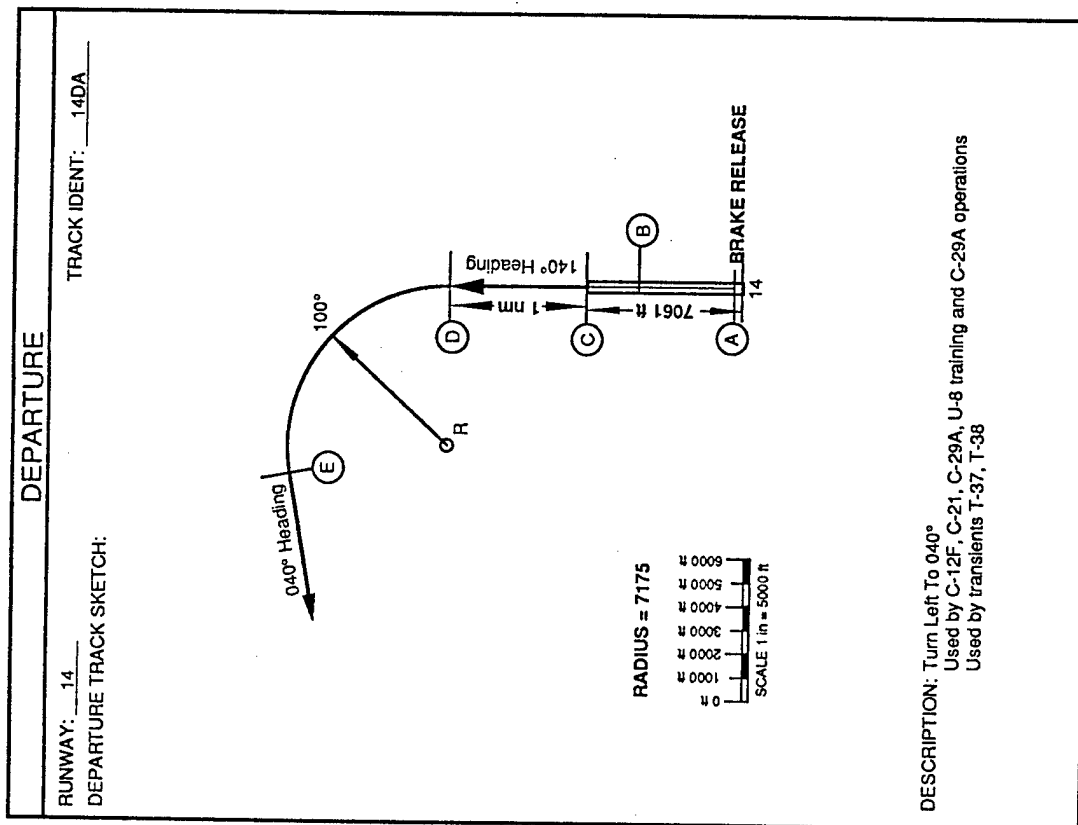 DEPARTURE
RUNWAY: 14
TRACK IDENT: 14DA
DEPARTURE TRACK SKETCH:
040° Heading
E
100°
R
D
1 nm
140° Heading
C
7061 ft
B
A
BRAKE RELEASE
14
RADIUS = 7175
0 ft
1000 ft
2000 ft
3000 ft
4000 ft
5000 ft
6000 ft
SCALE 1 in = 5000 ft
DESCRIPTION: Turn Left To 040°
Used by C-12F, C-21, C-29A, U-8 training and C-29A operations
Used by transients T-37, T-38